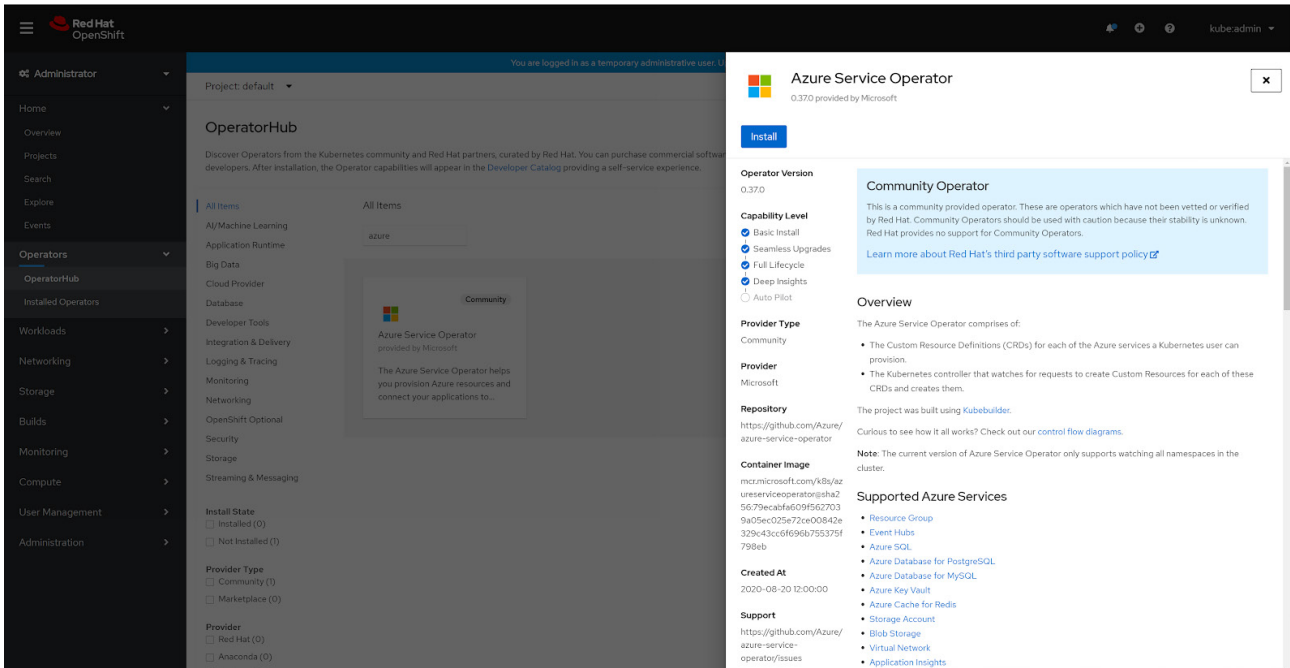 Red Hat
OpenShift
kube:admin
Administrator
Home
Overview
Projects
Search
Explore
Events
Operators
OperatorHub
Installed Operators
Workloads
Networking
Storage
Builds
Monitoring
Compute
User Management
Administration
You are logged in as a temporary administrative user. U
Project: default
OperatorHub
Discover Operators from the Kubernetes community and Red Hat partners, curated by Red Hat. You can purchase commercial softwar
developers. After installation, the Operator capabilities will appear in the Developer Catalog providing a self-service experience.
All Items
AI/Machine Learning
Application Runtime
Big Data
Cloud Provider
Database
Developer Tools
Integration & Delivery
Logging & Tracing
Monitoring
Networking
OpenShift Optional
Security
Storage
Streaming & Messaging
Install State
Installed (0)
Not Installed (1)
Provider Type
Community (1)
Marketplace (0)
Provider
Red Hat (0)
Anaconda (0)
All Items
azure
Community
Azure Service Operator
provided by Microsoft
The Azure Service Operator helps
you provision Azure resources and
connect your applications to...
Azure Service Operator
0.37.0 provided by Microsoft
Install
Operator Version
0.37.0
Capability Level
Basic Install
Seamless Upgrades
Full Lifecycle
Deep Insights
Auto Pilot
Provider Type
Community
Provider
Microsoft
Repository
https://github.com/Azure/
azure-service-operator
Container Image
mcr.microsoft.com/k8s/az
ureserviceoperator@sha2
56:79ecabfa609f562703
9a05ec025e72ce00842e
329c43cc6f696b755375f
798eb
Created At
2020-08-20 12:00:00
Support
https://github.com/Azure/
azure-service-
operator/issues
Community Operator
This is a community provided operator. These are operators which have not been vetted or verified
by Red Hat. Community Operators should be used with caution because their stability is unknown.
Red Hat provides no support for Community Operators.
Learn more about Red Hat's third party software support policy
Overview
The Azure Service Operator comprises of:
• The Custom Resource Definitions (CRDs) for each of the Azure services a Kubernetes user can
provision.
• The Kubernetes controller that watches for requests to create Custom Resources for each of these
CRDs and creates them.
The project was built using Kubebuilder.
Curious to see how it all works? Check out our control flow diagrams.
Note: The current version of Azure Service Operator only supports watching all namespaces in the
cluster.
Supported Azure Services
• Resource Group
• Event Hubs
• Azure SQL
• Azure Database for PostgreSQL
• Azure Database for MySQL
• Azure Key Vault
• Azure Cache for Redis
• Storage Account
• Blob Storage
• Virtual Network
• Application Insights